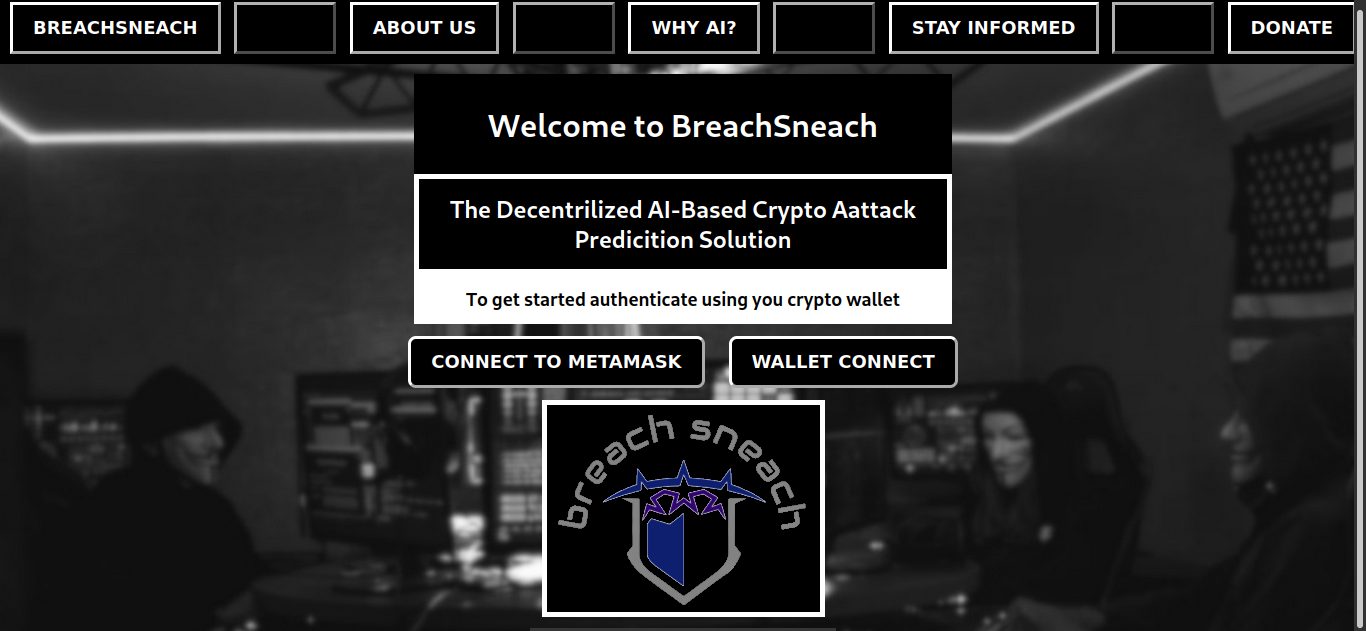 BREACHSNEACH ABOUT US WHY AI? STAY INFORMED DONATE
Welcome to BreachSneach
The Decentrilized AI-Based Crypto Aattack
Predicition Solution
To get started authenticate using you crypto wallet
CONNECT TO METAMASK WALLET CONNECT
breach sneach